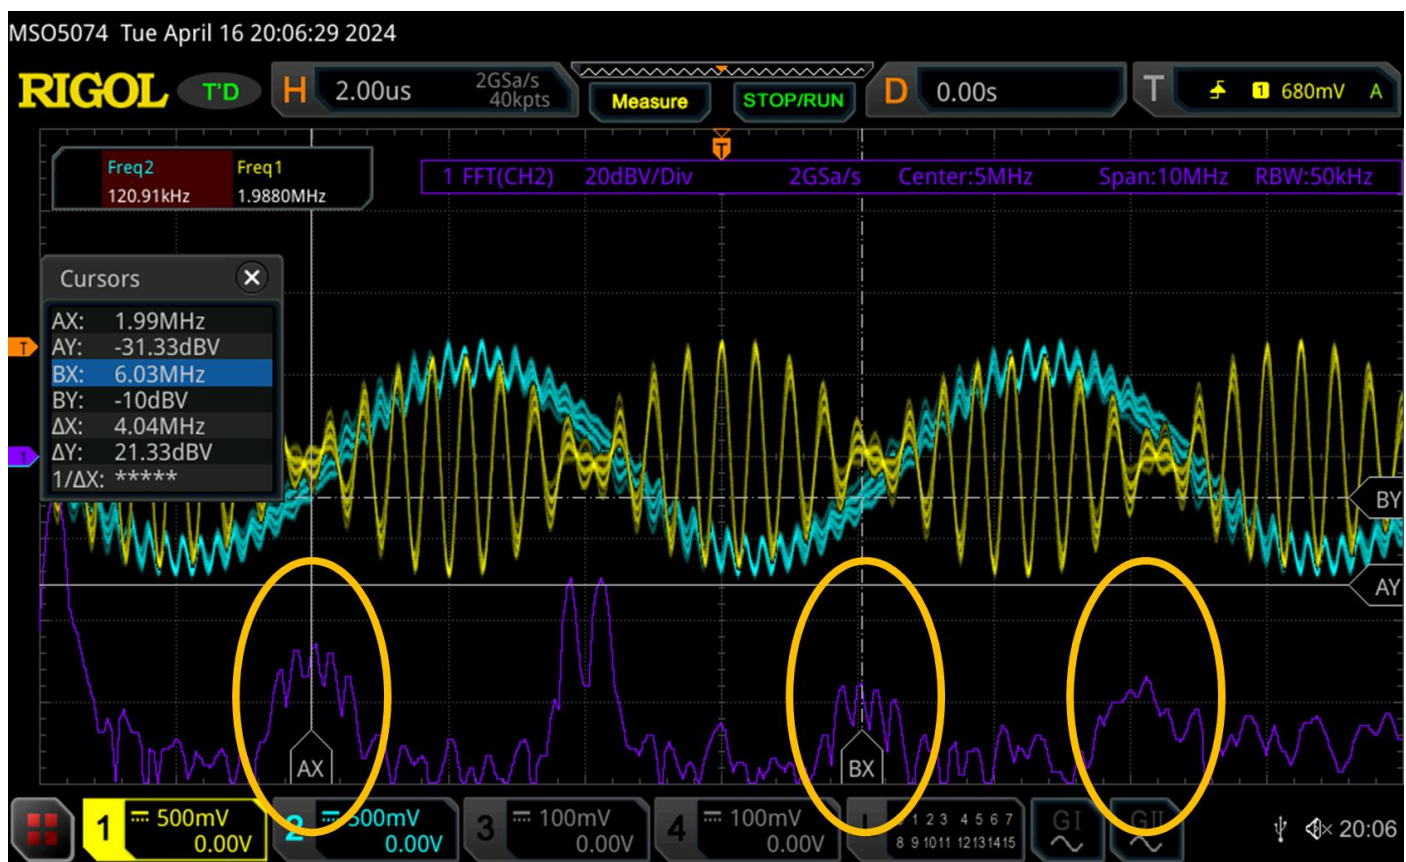 MSO5074 Tue April 16 20:06:29 2024
RIGOL T'D H 2.00us 2GSa/s 40kpts Measure STOP/RUN D 0.00s T 1 680mV A
T
Freq2 Freq1
120.91kHz 1.9880MHz
1 FFT(CH2) 20dBV/Div 2GSa/s Center:5MHz Span:10MHz RBW:50kHz
Cursors
AX: 1.99MHz
AY: -31.33dBV
BX: 6.03MHz
BY: -10dBV
ΔX: 4.04MHz
ΔY: 21.33dBV
1/ΔX: *****
T
1
BY
AY
AX BX
1 500mV 0.00V
2 500mV 0.00V
3 100mV 0.00V
4 100mV 0.00V
L 1 2 3 4 5 6 7
8 9 10 11 12 13 14 15
GI GII
20:06